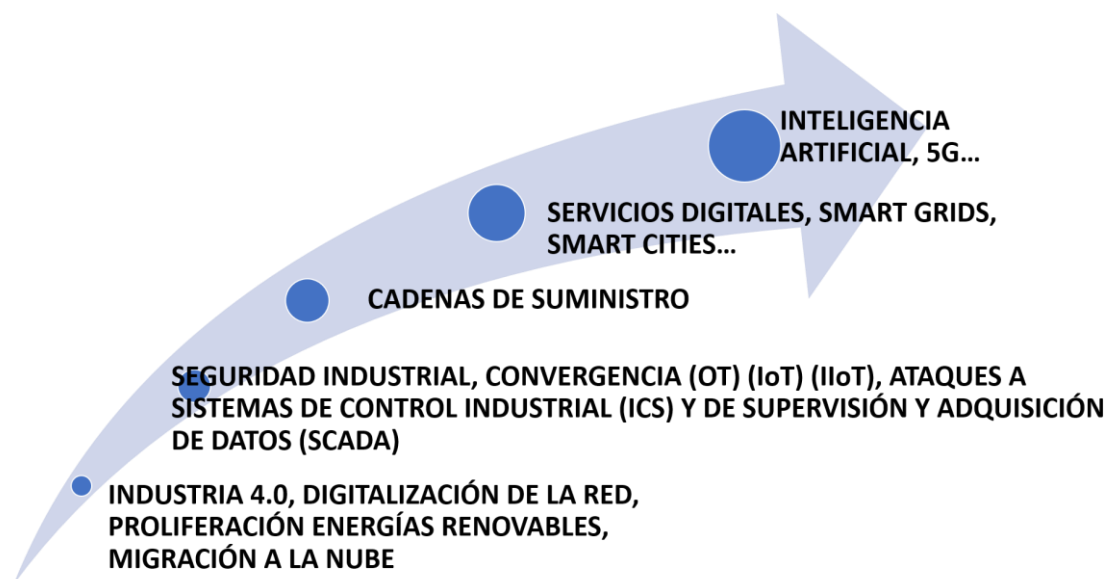 INTELIGENCIA
ARTIFICIAL, 5G...
SERVICIOS DIGITALES, SMART GRIDS,
SMART CITIES...
CADENAS DE SUMINISTRO
SEGURIDAD INDUSTRIAL, CONVERGENCIA (OT) (IoT) (IIoT), ATAQUES A
SISTEMAS DE CONTROL INDUSTRIAL (ICS) Y DE SUPERVISIÓN Y ADQUISICIÓN
DE DATOS (SCADA)
INDUSTRIA 4.0, DIGITALIZACIÓN DE LA RED,
PROLIFERACIÓN ENERGÍAS RENOVABLES,
MIGRACIÓN A LA NUBE